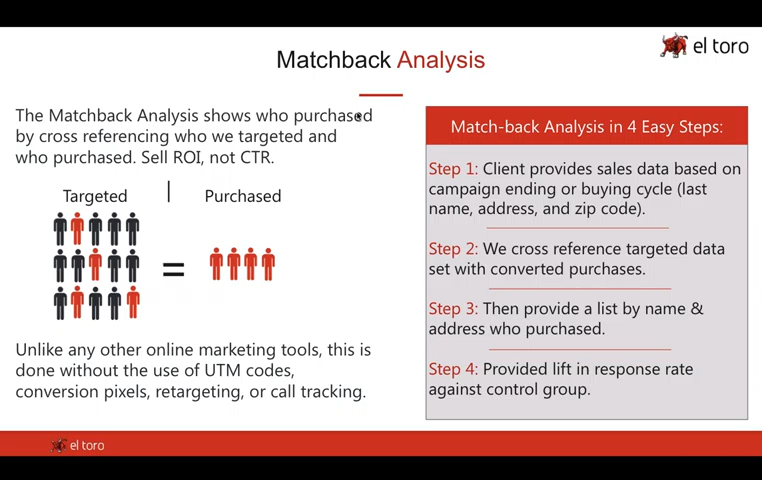 Matchback Analysis
el toro
The Matchback Analysis shows who purchased
by cross referencing who we targeted and
who purchased. Sell ROI, not CTR.
Targeted | Purchased
=
Unlike any other online marketing tools, this is
done without the use of UTM codes,
conversion pixels, retargeting, or call tracking.
Match-back Analysis in 4 Easy Steps:
Step 1: Client provides sales data based on
campaign ending or buying cycle (last
name, address, and zip code).
Step 2: We cross reference targeted data
set with converted purchases.
Step 3: Then provide a list by name &
address who purchased.
Step 4: Provided lift in response rate
against control group.
el toro